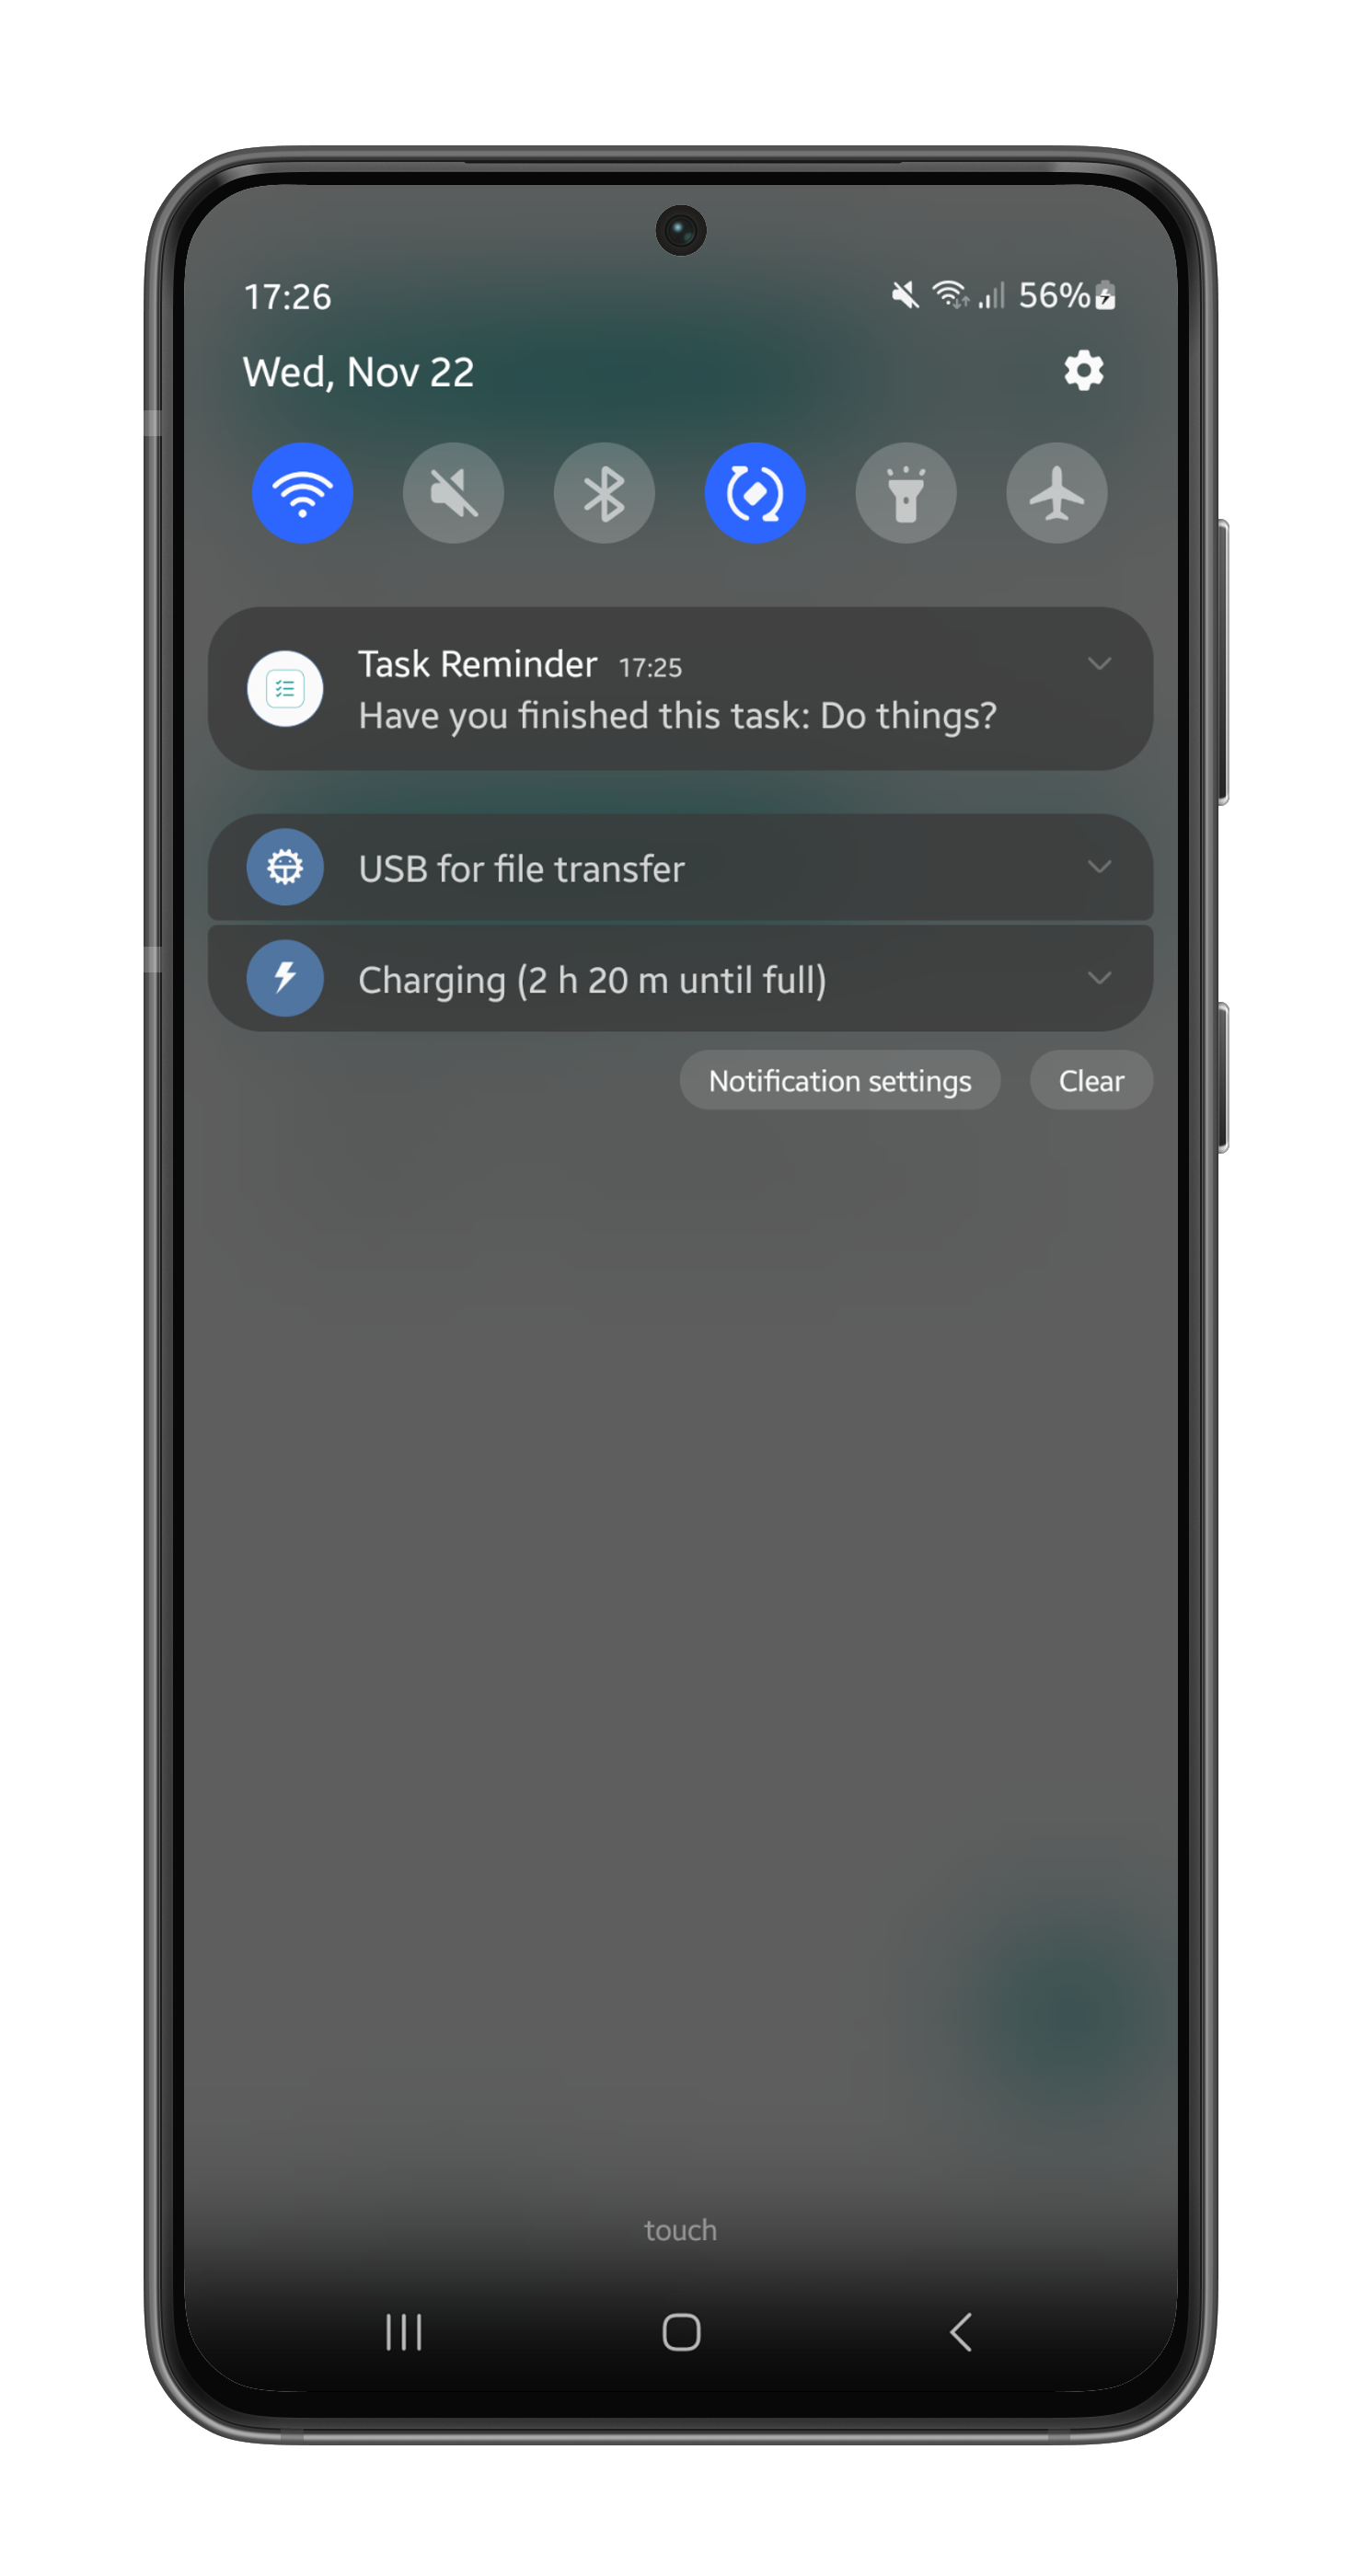 17:26 56%
Wed, Nov 22
Task Reminder 17:25
Have you finished this task: Do things?
USB for file transfer
Charging (2 h 20 m until full)
Notification settings Clear
touch